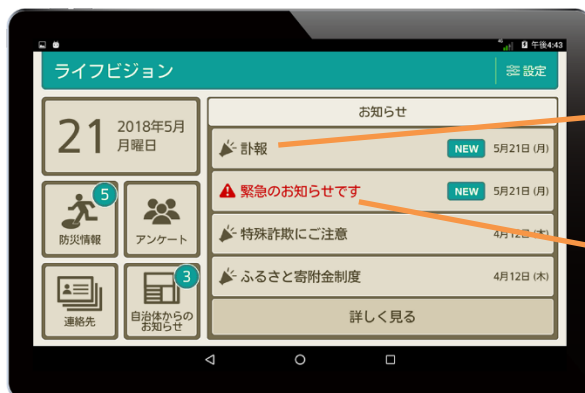 4G 午後4:43
ライフビジョン
設定
21
2018年5月
月曜日
お知らせ
訃報 NEW 5月21日 (月)
緊急のお知らせです NEW 5月21日 (月)
特殊詐欺にご注意 4月12日 (木)
ふるさと寄附金制度 4月12日 (木)
詳しく見る
5
防災情報
アンケート
連絡先
3
自治体からの
お知らせ